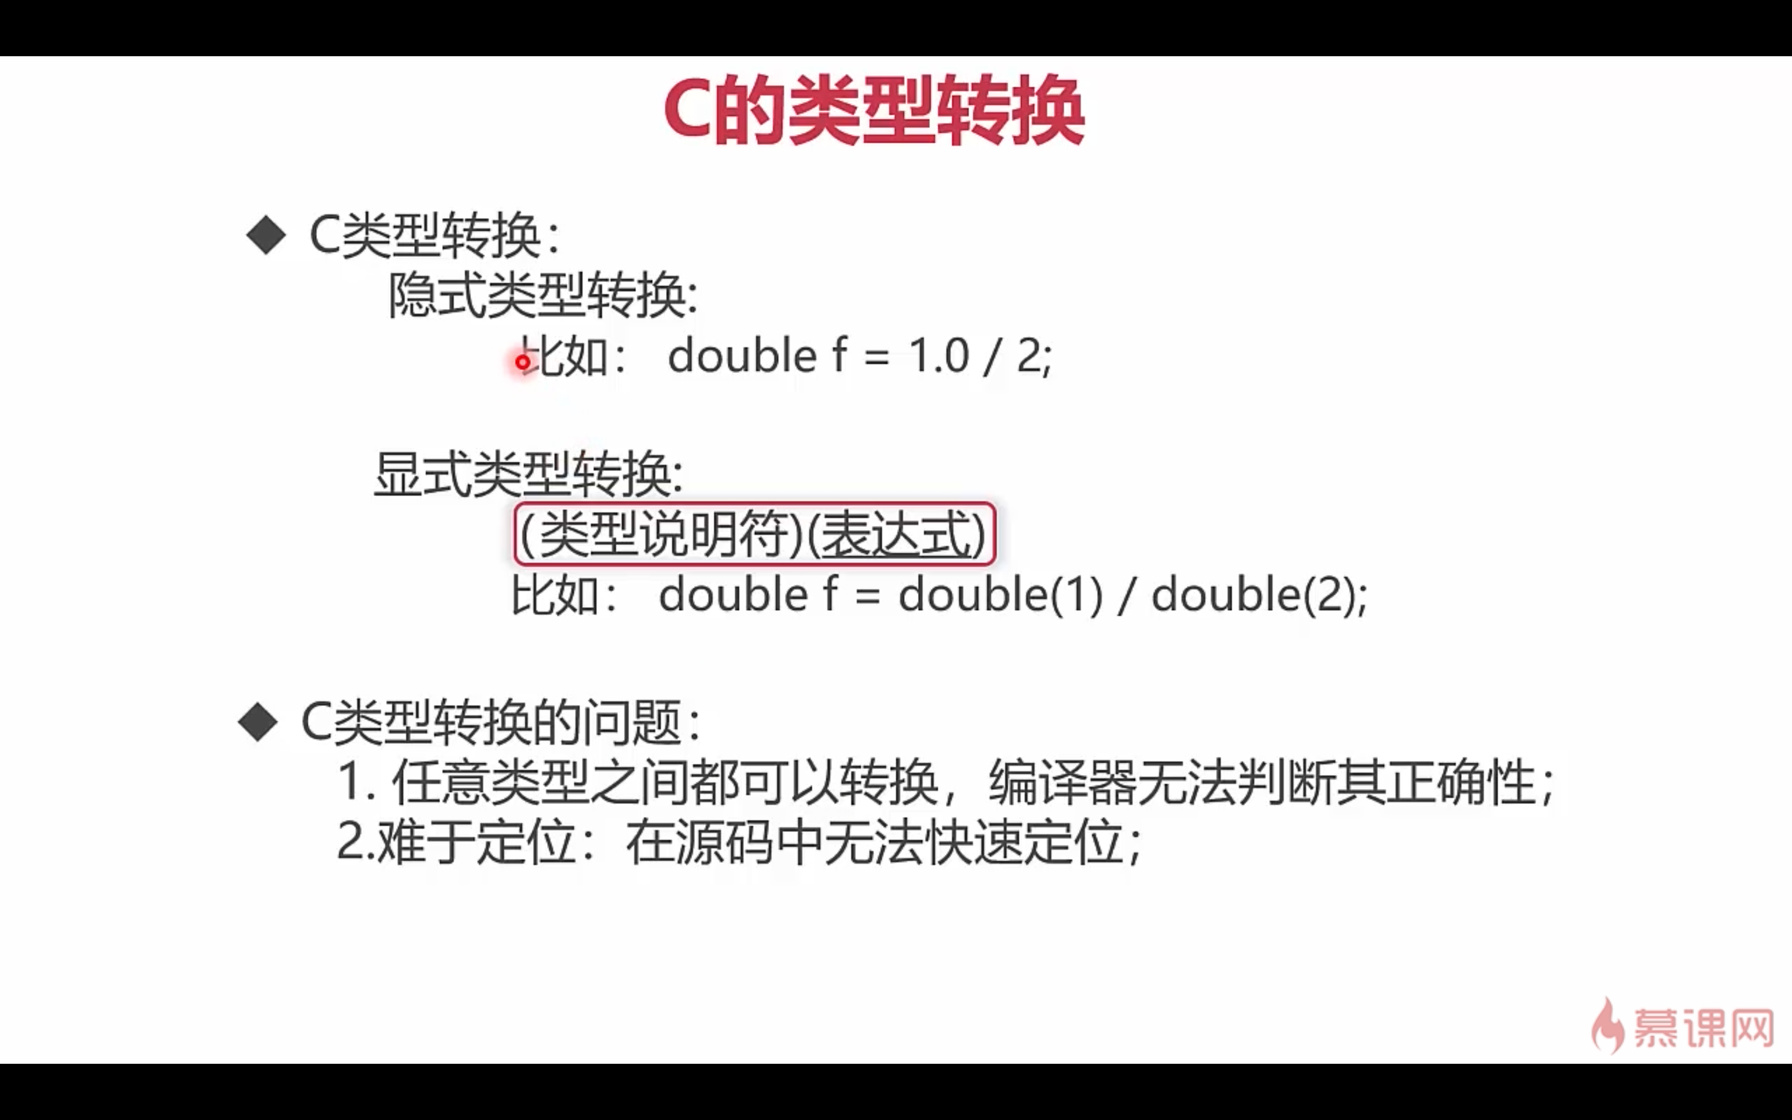 C的类型转换
◆ C类型转换：
隐式类型转换:
比如： double f = 1.0 / 2;
显式类型转换:
(类型说明符)(表达式)
比如： double f = double(1) / double(2);
◆ C类型转换的问题：
1. 任意类型之间都可以转换，编译器无法判断其正确性；
2.难于定位：在源码中无法快速定位；
慕课网